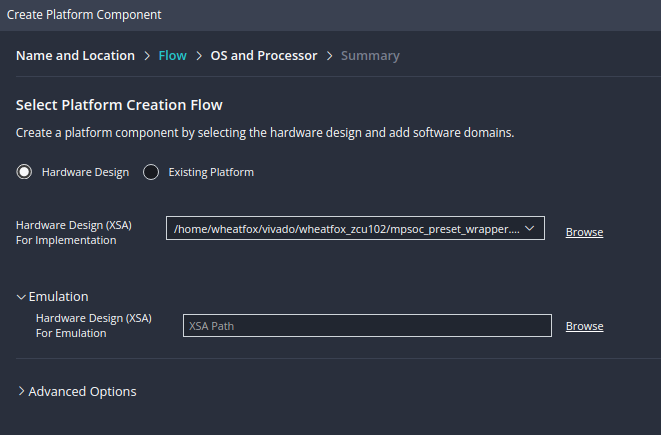 Create Platform Component
Name and Location > Flow > OS and Processor > Summary
Select Platform Creation Flow
Create a platform component by selecting the hardware design and add software domains.
Hardware Design Existing Platform
Hardware Design (XSA)
For Implementation
/home/wheatfox/vivado/wheatfox_zcu102/mpsoc_preset_wrapper....
Browse
Emulation
Hardware Design (XSA)
For Emulation
XSA Path
Browse
Advanced Options